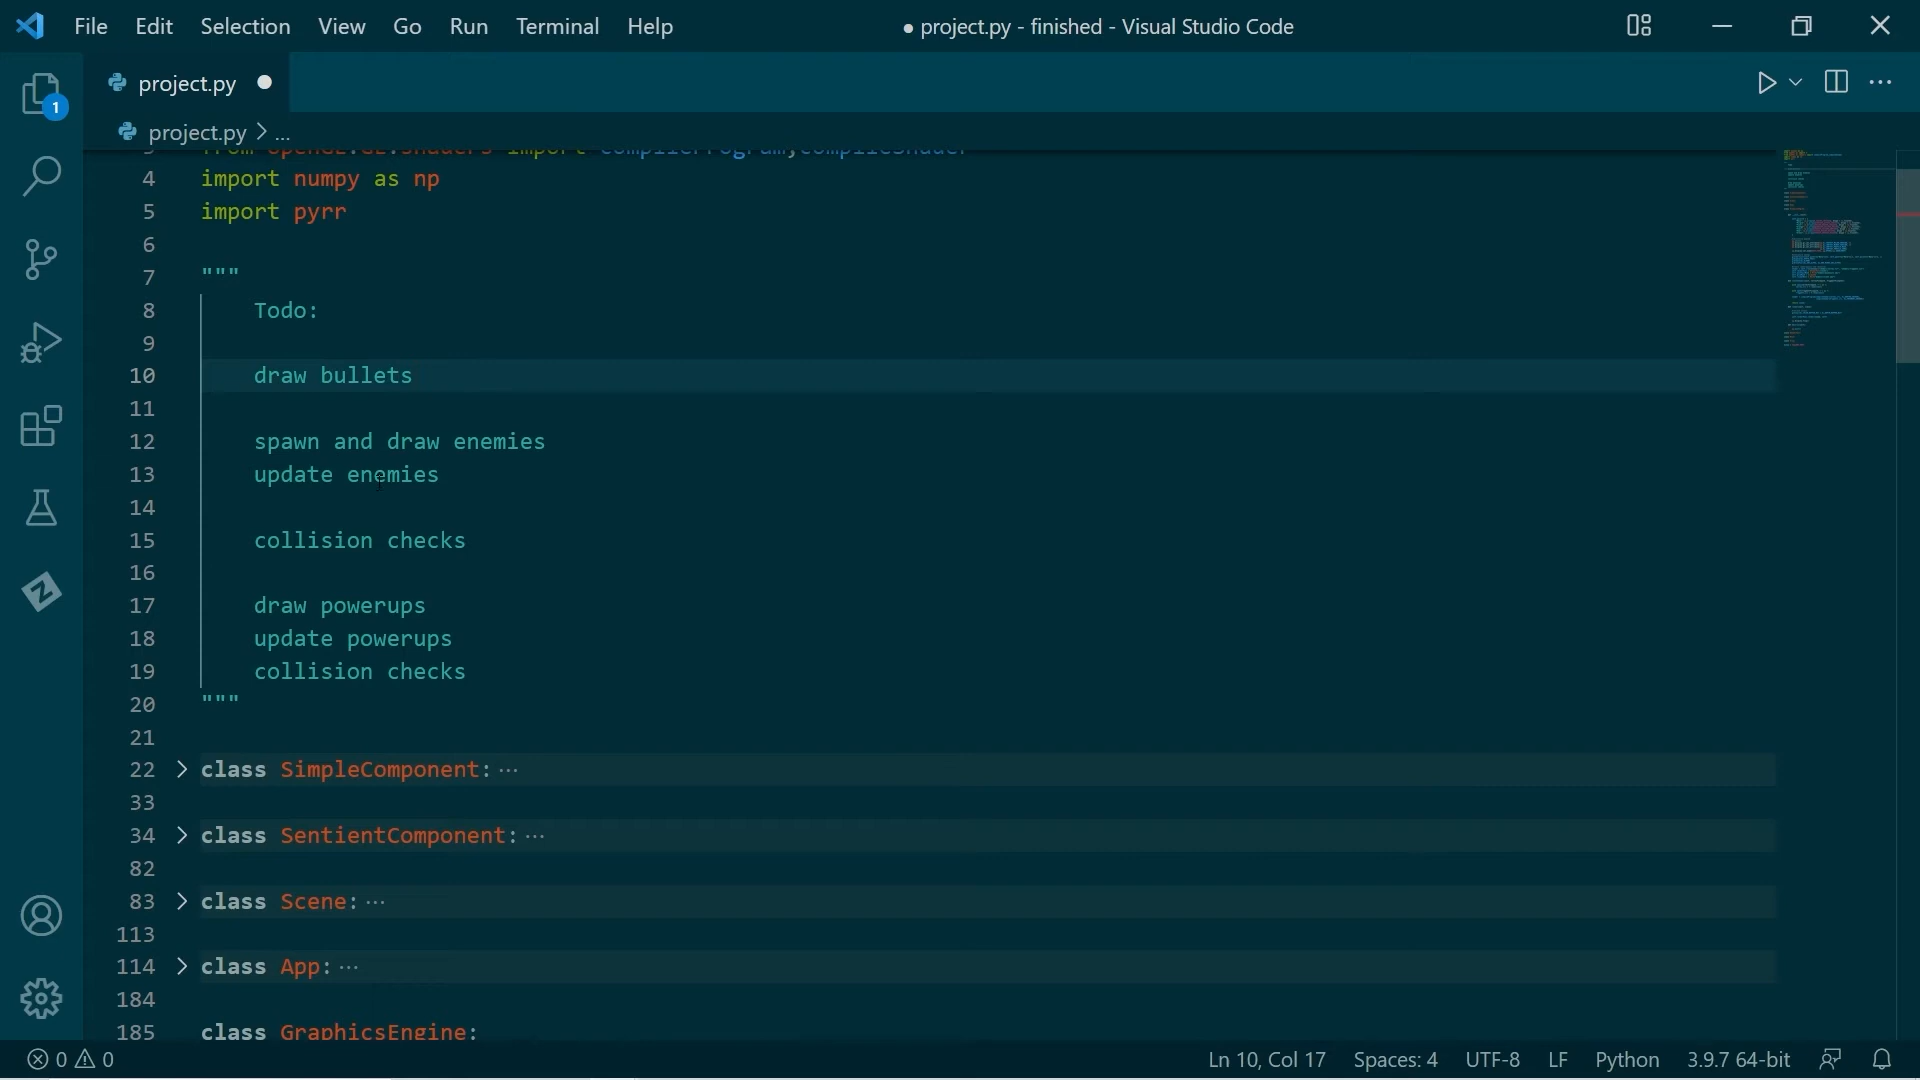 File Edit Selection View Go Run Terminal Help ● project.py - finished - Visual Studio Code
project.py
1
project.py > ...
4 import numpy as np
5 import pyrr
6
7 """
8 Todo:
9
10 draw bullets
11
12 spawn and draw enemies
13 update enemies
14
15 collision checks
16
17 draw powerups
18 update powerups
19 collision checks
20 """
21
22 class SimpleComponent: ...
33
34 class SentientComponent: ...
82
83 class Scene: ...
113
114 class App: ...
184
185 class GraphicsEngine:
0 0 Ln 10, Col 17 Spaces: 4 UTF-8 LF Python 3.9.7 64-bit